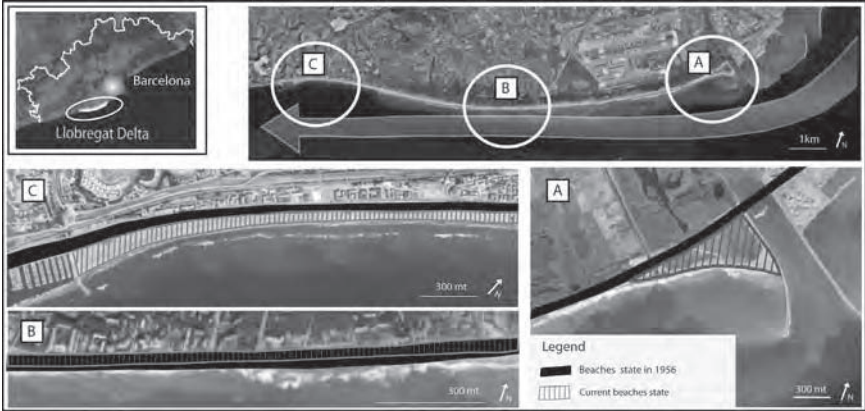 Barcelona
Llobregat Delta
C
B
A
1km
N
C
300 mt
N
B
300 mt
N
A
Legend
Beaches state in 1956
Current beaches state
300 mt
N